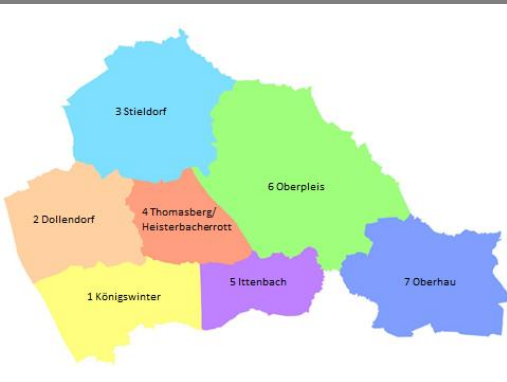 3 Stieldorf
6 Oberpleis
2 Dollendorf
4 Thomasberg/
Heisterbacherrott
1 Königswinter
5 Ittenbach
7 Oberhau